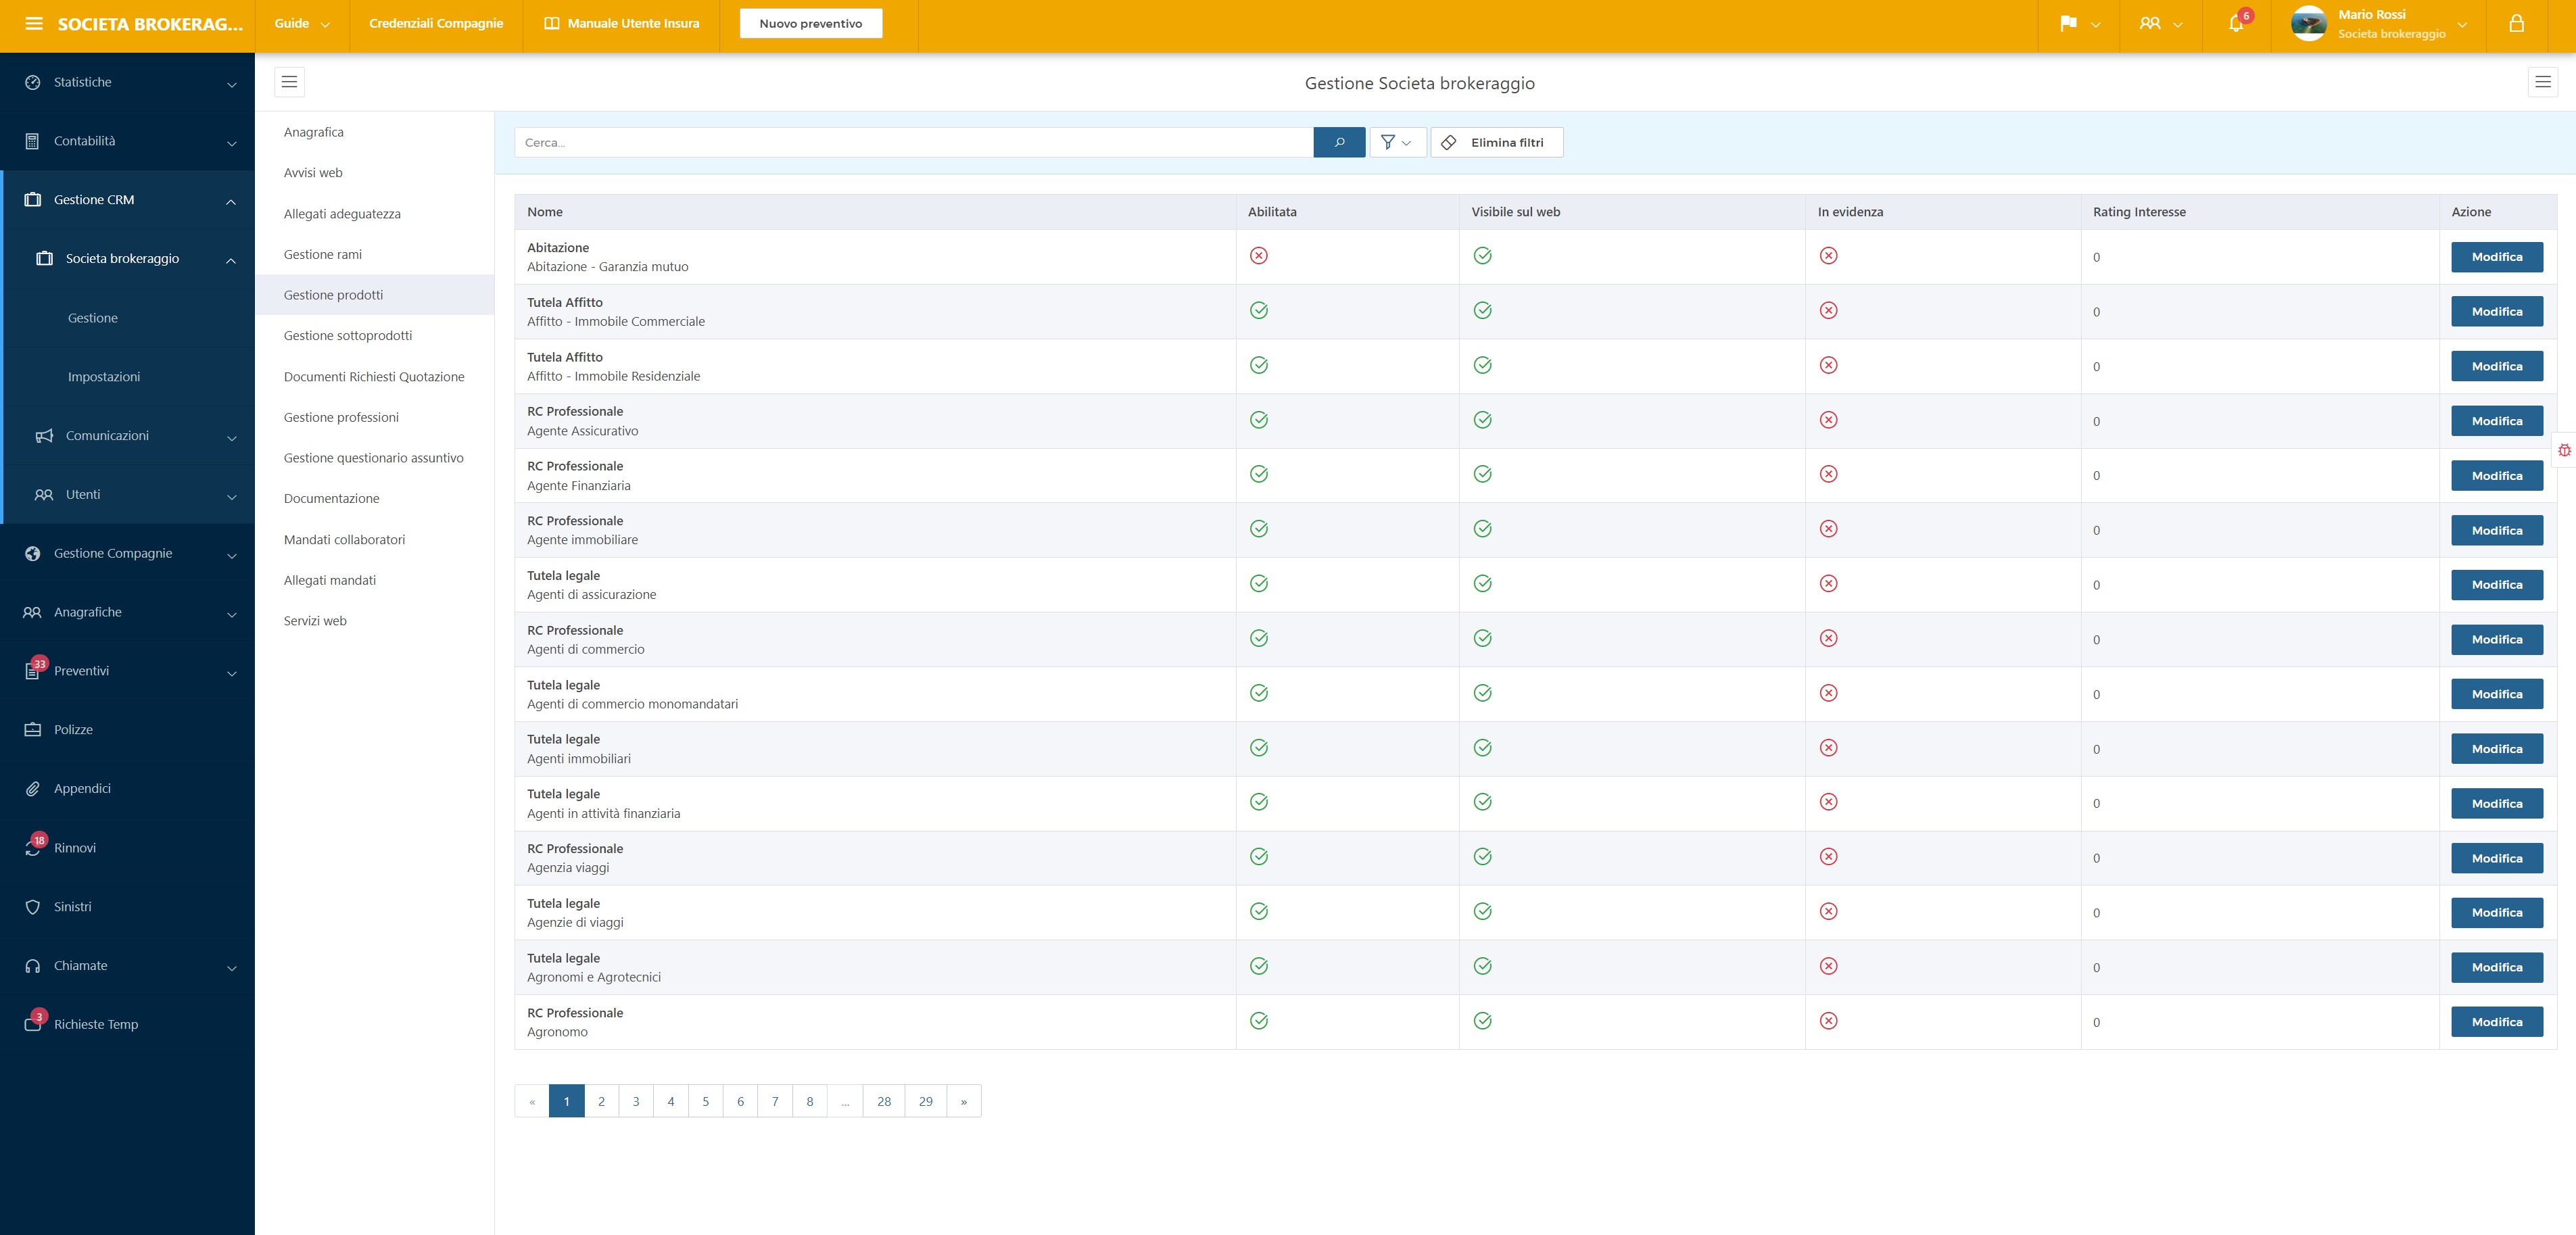 SOCIETA BROKERAG...
Guide
Credenziali Compagnie
Manuale Utente Insura
Nuovo preventivo
6
Mario Rossi
Societa brokeraggio
Statistiche
Contabilità
Gestione CRM
Societa brokeraggio
Gestione
Impostazioni
Comunicazioni
Utenti
Gestione Compagnie
Anagrafiche
33
Preventivi
Polizze
Appendici
18
Rinnovi
Sinistri
Chiamate
3
Richieste Temp
Gestione Societa brokeraggio
Anagrafica
Avvisi web
Allegati adeguatezza
Gestione rami
Gestione prodotti
Gestione sottoprodotti
Documenti Richiesti Quotazione
Gestione professioni
Gestione questionario assuntivo
Documentazione
Mandati collaboratori
Allegati mandati
Servizi web
Cerca...
Elimina filtri
Nome Abilitata Visibile sul web In evidenza Rating Interesse Azione
Abitazione
Abitazione - Garanzia mutuo
0 Modifica
Tutela Affitto
Affitto - Immobile Commerciale
0 Modifica
Tutela Affitto
Affitto - Immobile Residenziale
0 Modifica
RC Professionale
Agente Assicurativo
0 Modifica
RC Professionale
Agente Finanziaria
0 Modifica
RC Professionale
Agente immobiliare
0 Modifica
Tutela legale
Agenti di assicurazione
0 Modifica
RC Professionale
Agenti di commercio
0 Modifica
Tutela legale
Agenti di commercio monomandatari
0 Modifica
Tutela legale
Agenti immobiliari
0 Modifica
Tutela legale
Agenti in attività finanziaria
0 Modifica
RC Professionale
Agenzia viaggi
0 Modifica
Tutela legale
Agenzie di viaggi
0 Modifica
Tutela legale
Agronomi e Agrotecnici
0 Modifica
RC Professionale
Agronomo
0 Modifica
« 1 2 3 4 5 6 7 8 ... 28 29 »